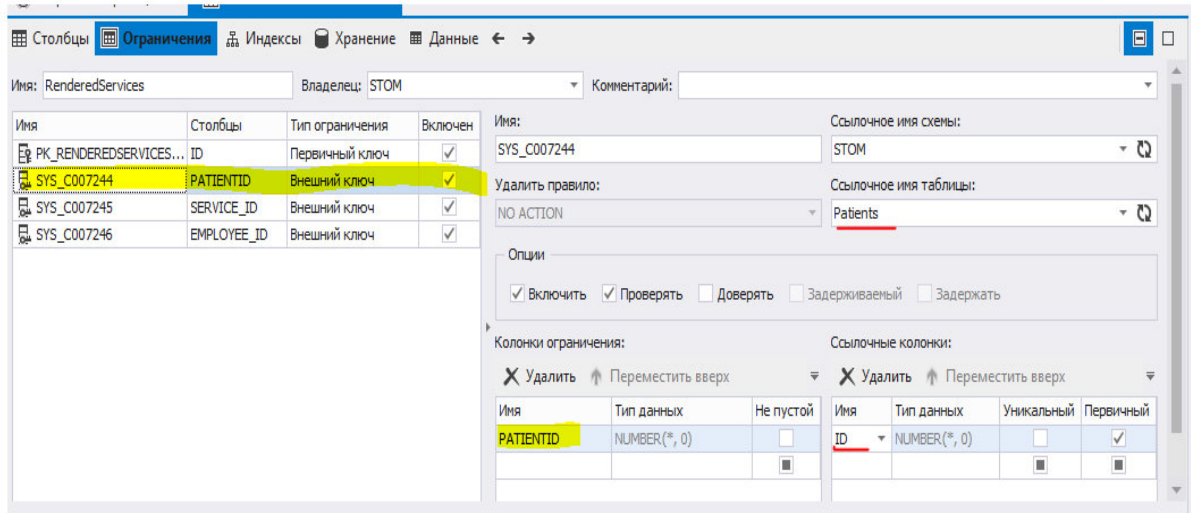 Столбцы Ограничения Индексы Хранение Данные
Имя: RenderedServices Владелец: STOM Комментарий:
Имя Столбцы Тип ограничения Включен
PK_RENDEREDSERVICES... ID Первичный ключ
SYS_C007244 PATIENTID Внешний ключ
SYS_C007245 SERVICE_ID Внешний ключ
SYS_C007246 EMPLOYEE_ID Внешний ключ
Имя: Ссылочное имя схемы:
SYS_C007244 STOM
Удалить правило: Ссылочное имя таблицы:
NO ACTION Patients
Опции
Включить Проверять Доверять Задерживаемый Задержать
Колонки ограничения: Ссылочные колонки:
Удалить Переместить вверх Удалить Переместить вверх
Имя Тип данных Не пустой Имя Тип данных Уникальный Первичный
PATIENTID NUMBER(*, 0) ID NUMBER(*, 0)